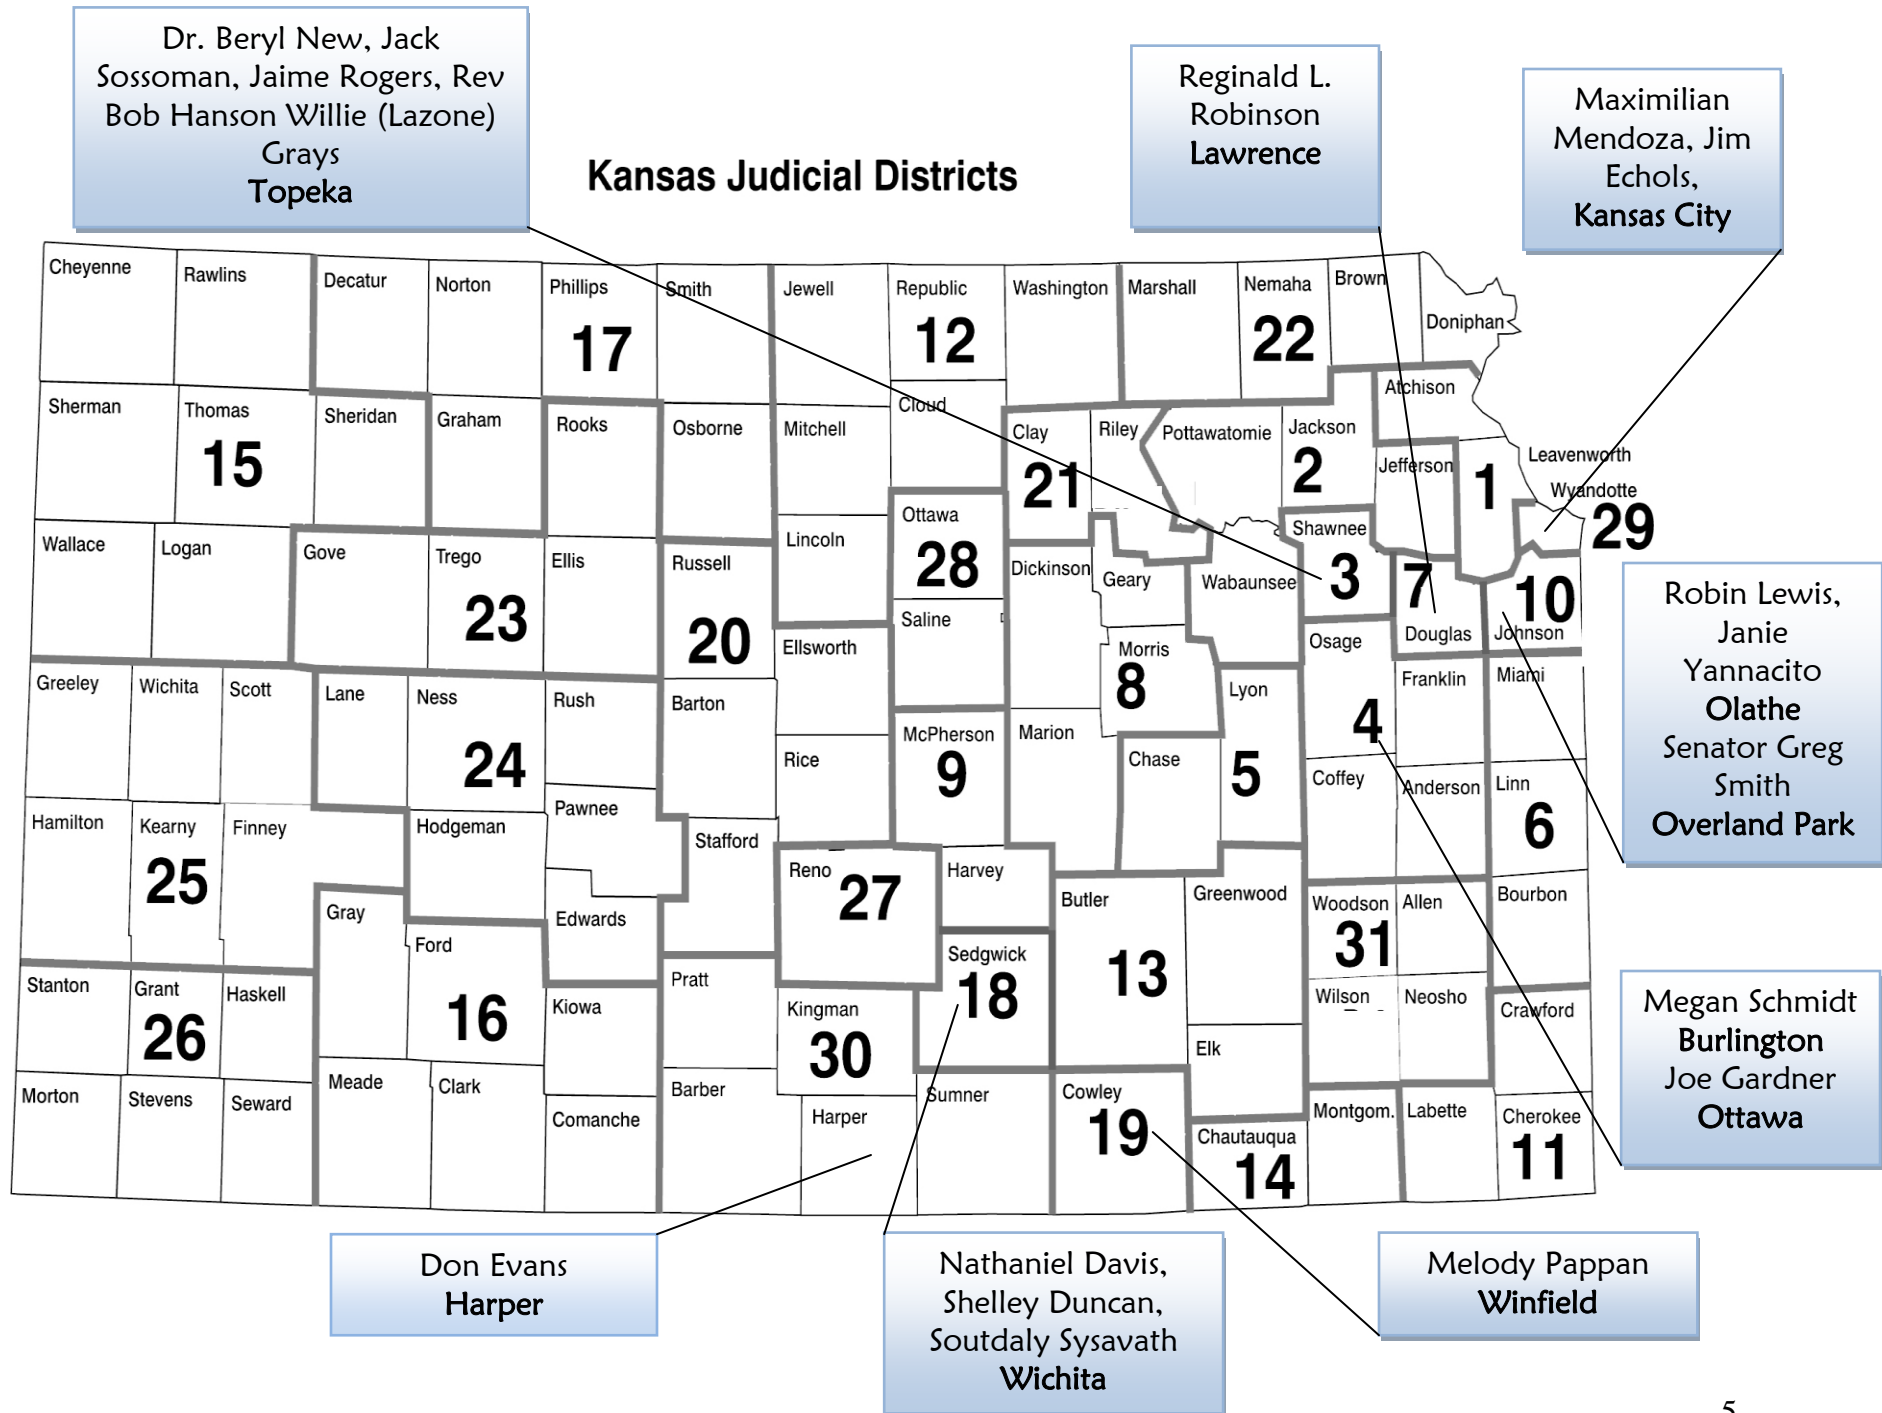 Dr. Beryl New, Jack
Sossoman, Jaime Rogers, Rev
Bob Hanson Willie (Lazone)
Grays
Topeka
Reginald L.
Robinson
Lawrence
Maximilian
Mendoza, Jim
Echols,
Kansas City
Kansas Judicial Districts
Cheyenne
Rawlins
Decatur
Norton
Phillips
17
Smith
Jewell
Republic
12
Washington
Marshall
Nemaha
22
Brown
Doniphan
Sherman
Thomas
15
Sheridan
Graham
Rooks
Osborne
Mitchell
Cloud
Clay
21
Riley
Pottawatomie
Jackson
2
Atchison
Jefferson
1
Leavenworth
Wyandotte
29
Wallace
Logan
Gove
Trego
23
Ellis
Russell
20
Lincoln
Ottawa
28
Dickinson
Geary
Wabaunsee
Shawnee
3
7
Douglas
10
Johnson
Ellsworth
Saline
Morris
8
Osage
4
Franklin
Miami
Robin Lewis,
Janie
Yannacito
Olathe
Senator Greg
Smith
Overland Park
Greeley
Wichita
Scott
Lane
Ness
24
Rush
Barton
Rice
McPherson
9
Marion
Chase
Lyon
5
Coffey
Anderson
Linn
6
Hamilton
Kearny
25
Finney
Hodgeman
Pawnee
Stafford
Reno
27
Harvey
Butler
13
Greenwood
Woodson
31
Allen
Bourbon
Gray
Ford
16
Edwards
Sedgwick
18
Stanton
Grant
26
Haskell
Kiowa
Pratt
Kingman
30
Elk
Wilson
Neosho
Crawford
Megan Schmidt
Burlington
Joe Gardner
Ottawa
Morton
Stevens
Seward
Meade
Clark
Comanche
Barber
Harper
Sumner
Cowley
19
Chautauqua
14
Montgom.
Labette
Cherokee
11
Don Evans
Harper
Nathaniel Davis,
Shelley Duncan,
Soutdaly Sysavath
Wichita
Melody Pappan
Winfield
5